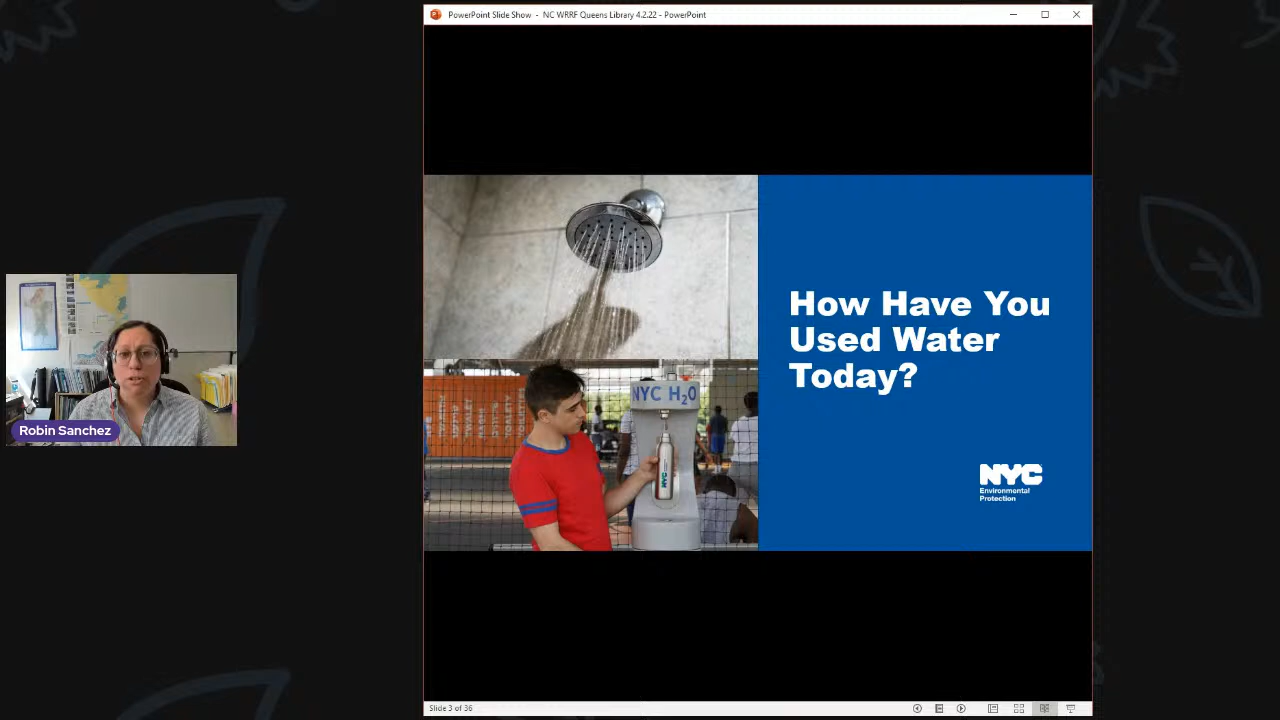 PowerPoint Slide Show - NC WRRF Queens Library 4.2.22 - PowerPoint
Robin Sanchez
NYC H2O
NYC
How Have You
Used Water
Today?
NYC
Environmental
Protection
Slide 3 of 36